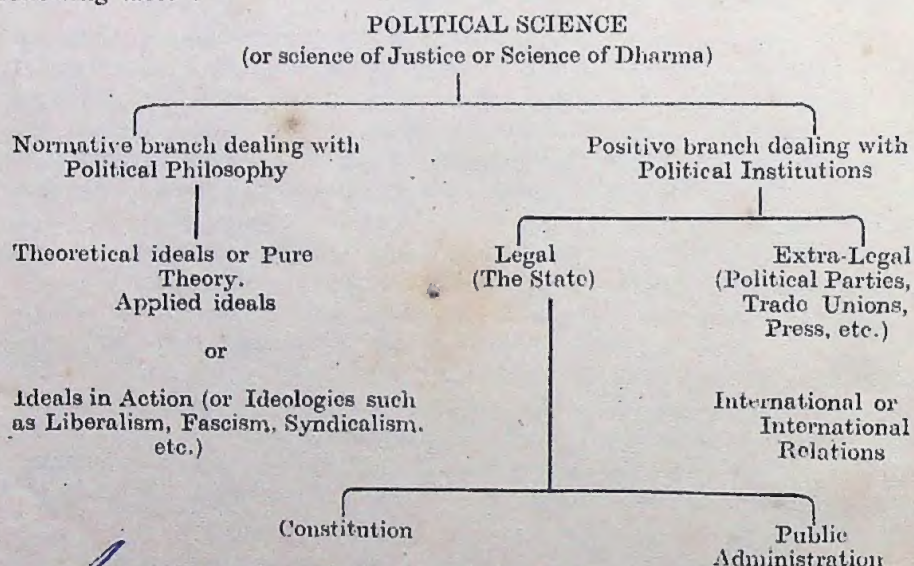 POLITICAL SCIENCE
(or science of Justice or Science of Dharma)
Normative branch dealing with
Political Philosophy
Positive branch dealing with
Political Institutions
Theoretical ideals or Pure
Theory.
Applied ideals
or
Ideals in Action (or Ideologies such
as Liberalism, Fascism, Syndicalism.
etc.)
Legal
(The State)
Extra-Legal
(Political Parties,
Trade Unions,
Press, etc.)
International or
International
Relations
Constitution
Public
Administration